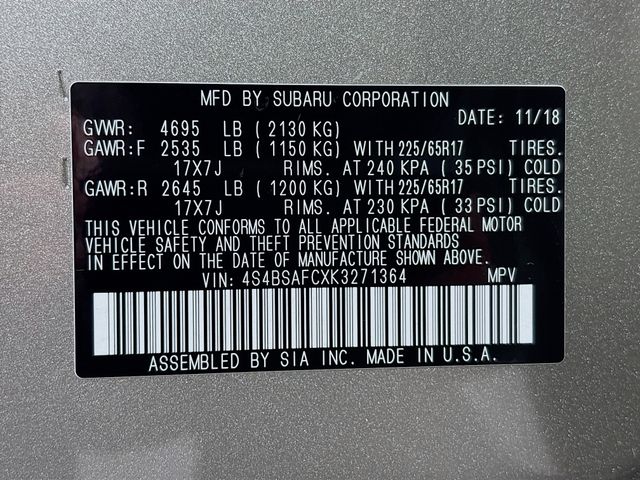 MFD BY SUBARU CORPORATION
DATE: 11/18
GVWR: 4695 LB (2130 KG)
GAWR:F 2535 LB (1150 KG) WITH 225/65R17 TIRES.
17X7J RIMS. AT 240 KPA (35 PSI) COLD
GAWR:R 2645 LB (1200 KG) WITH 225/65R17 TIRES.
17X7J RIMS. AT 230 KPA (33 PSI) COLD
THIS VEHICLE CONFORMS TO ALL APPLICABLE FEDERAL MOTOR
VEHICLE SAFETY AND THEFT PREVENTION STANDARDS
IN EFFECT ON THE DATE OF MANUFACTURE SHOWN ABOVE.
VIN: 4S4BSAFCXK3271364 MPV
ASSEMBLED BY SIA INC. MADE IN U.S.A.